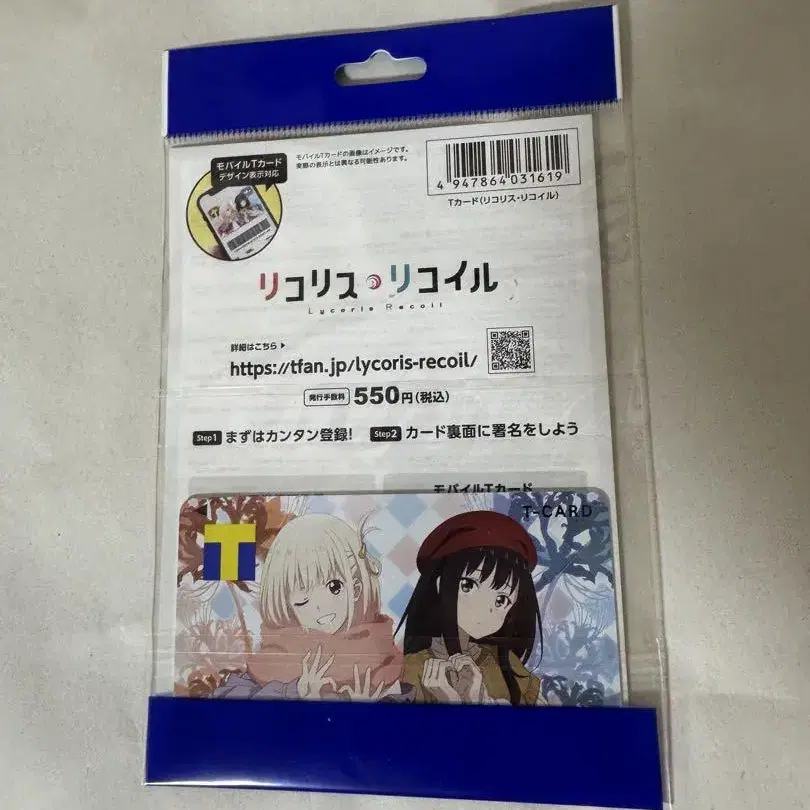 モバイルTカード
デザイン表示対応
モバイルTカードの画像はイメージです。
実際の表示とは異なる可能性あります。
4 947864 031619
Tカード(リコリス・リコイル)
リコリス・リコイル
Lycoris Recoil
詳細はこちら
https://tfan.jp/lycoris-recoil/
発行手数料 550円(税込)
Step1 まずはカンタン登録! Step2 カード裏面に署名をしよう
モバイルTカード
T
T-CARD